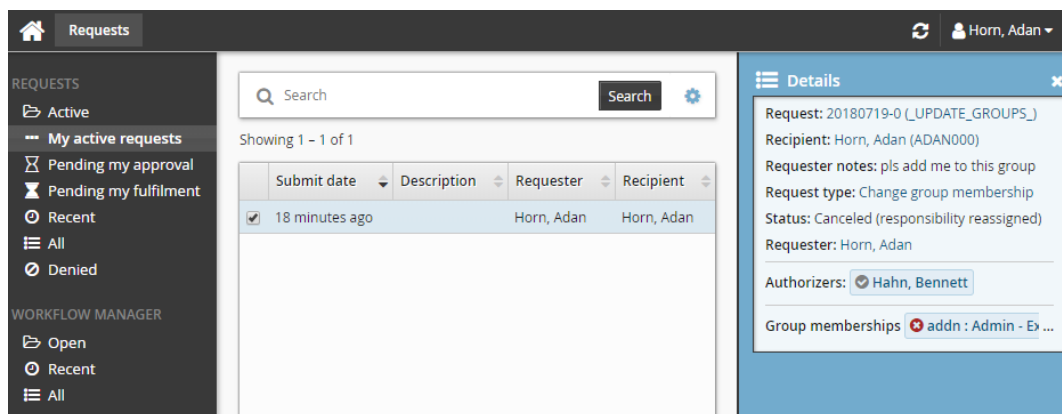 Requests
Horn, Adan
REQUESTS
Active
My active requests
Pending my approval
Pending my fulfilment
Recent
All
Denied
WORKFLOW MANAGER
Open
Recent
All
Search Search
Showing 1 – 1 of 1
Submit date Description Requester Recipient
18 minutes ago Horn, Adan Horn, Adan
Details
Request: 20180719-0 (_UPDATE_GROUPS_)
Recipient: Horn, Adan (ADAN000)
Requester notes: pls add me to this group
Request type: Change group membership
Status: Canceled (responsibility reassigned)
Requester: Horn, Adan
Authorizers: Hahn, Bennett
Group memberships addn : Admin - Ex ...